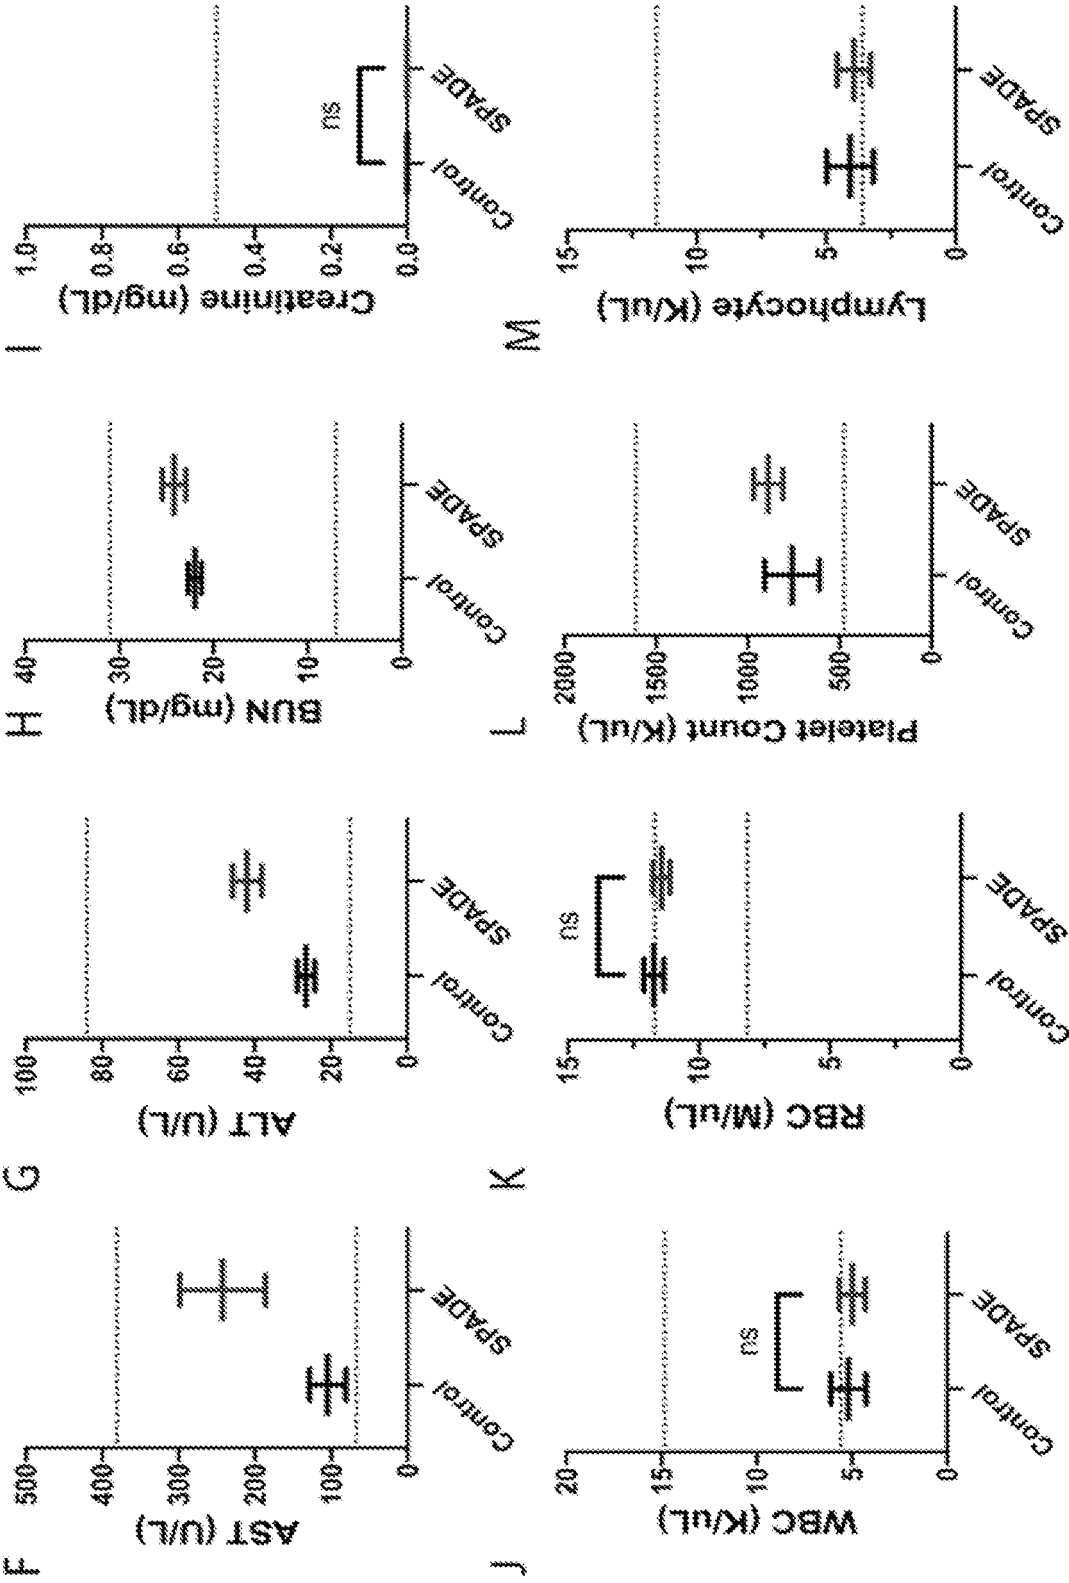 F
AST (U/L)
500
400
300
200
100
0
Control
SPADE
G
ALT (U/L)
100
80
60
40
20
0
Control
SPADE
H
BUN (mg/dL)
40
30
20
10
0
Control
SPADE
I
Creatinine (mg/dL)
1.0
0.8
0.6
0.4
0.2
0.0
ns
Control
SPADE
J
WBC (K/uL)
20
15
10
5
0
ns
Control
SPADE
K
RBC (M/uL)
15
10
5
0
ns
Control
SPADE
L
Platelet Count (K/uL)
2000
1500
1000
500
0
Control
SPADE
M
Lymphocyte (K/uL)
15
10
5
0
Control
SPADE